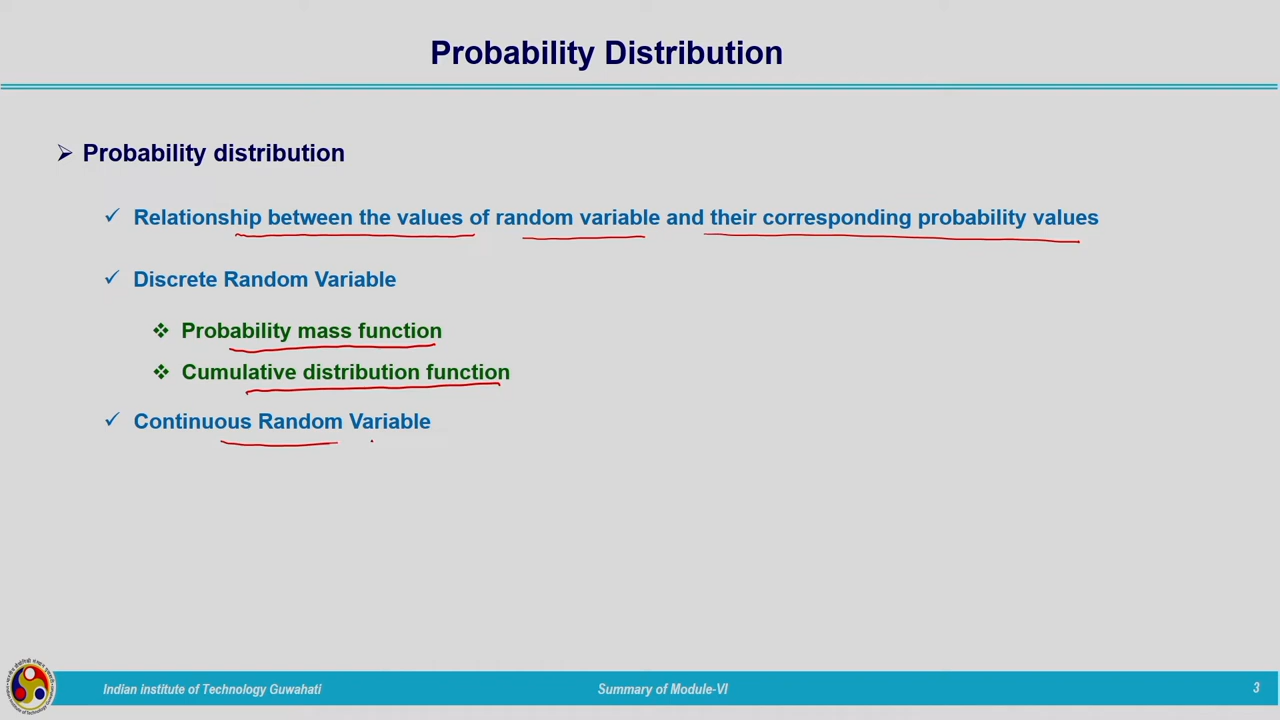 Probability Distribution
Probability distribution
Relationship between the values of random variable and their corresponding probability values
Discrete Random Variable
Probability mass function
Cumulative distribution function
Continuous Random Variable
Indian institute of Technology Guwahati
Summary of Module-VI
3